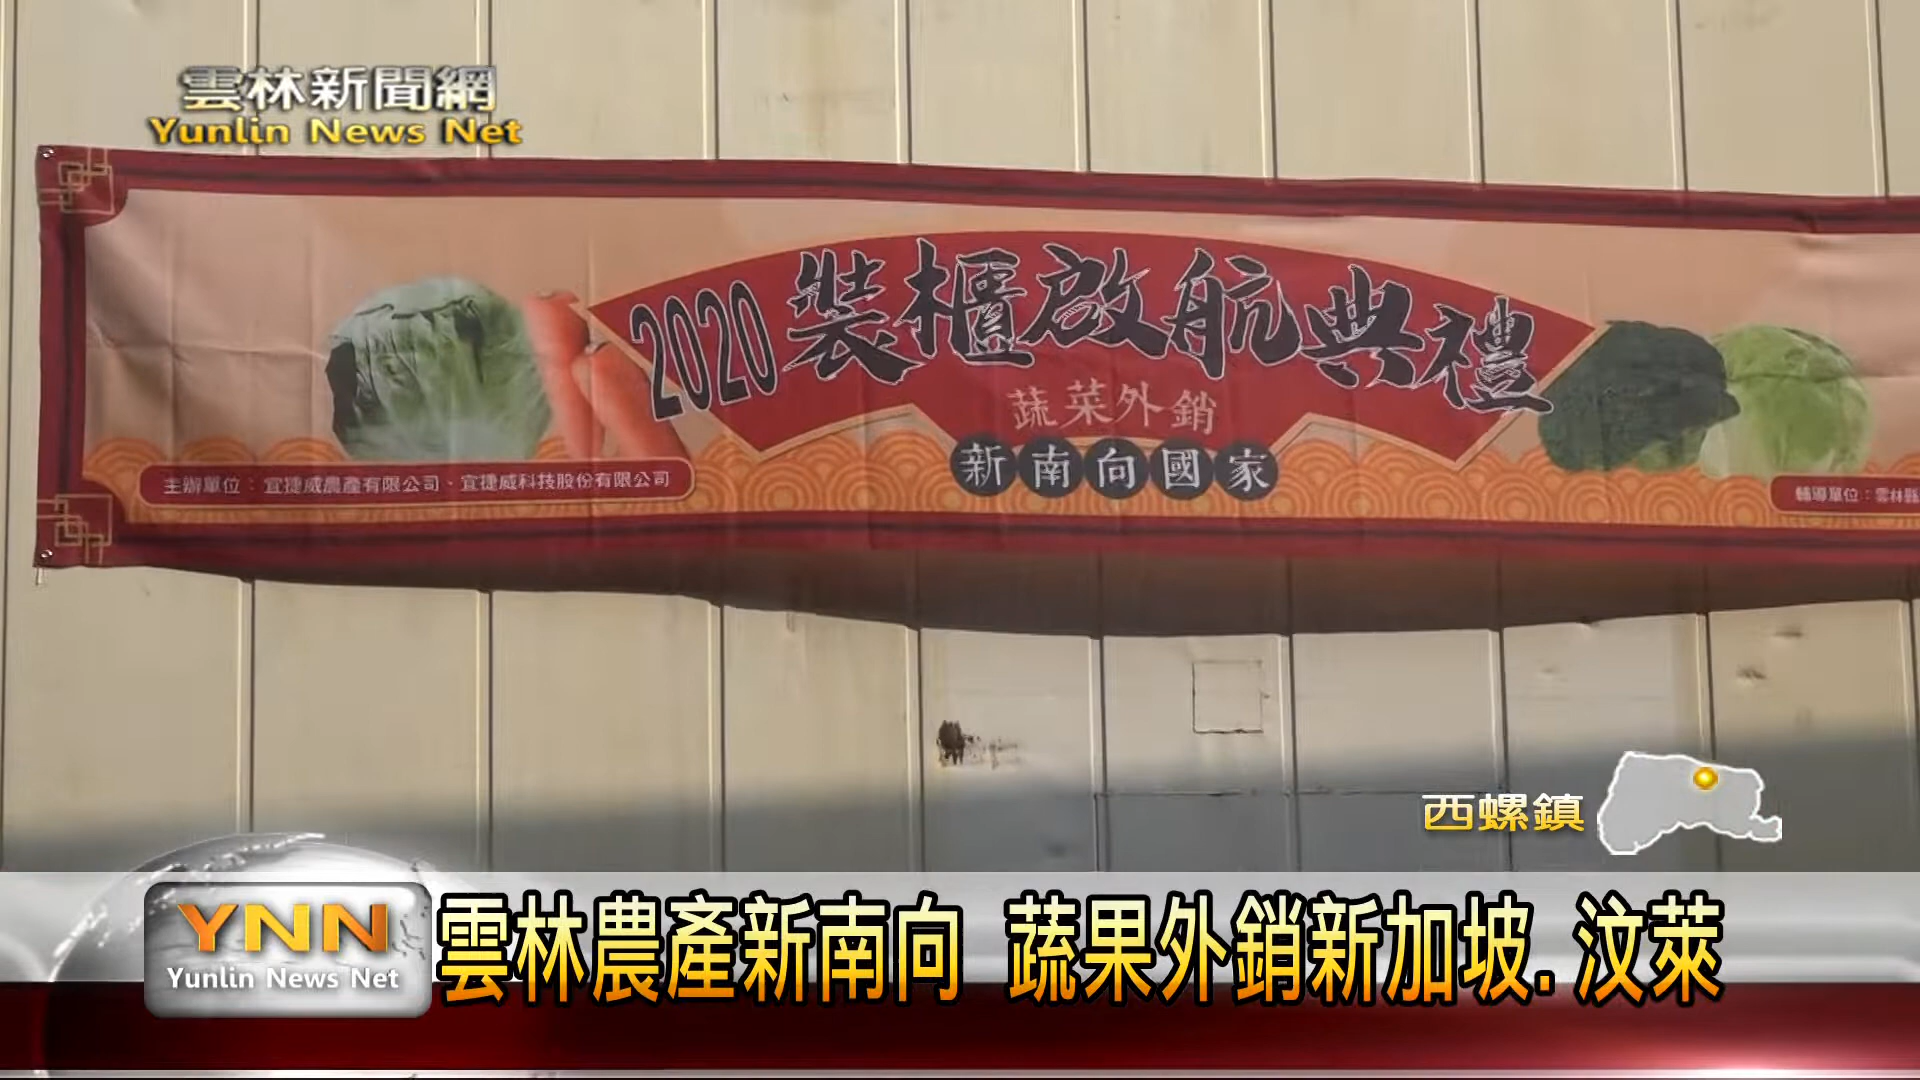 雲林新聞網
Yunlin News Net
2020裝櫃啟航典禮
蔬菜外銷
新南向國家
主辦單位：宜捷威農產有限公司、宜捷威科技股份有限公司
輔導單位：雲林縣
西螺鎮
YNN
Yunlin News Net
雲林農產新南向 蔬果外銷新加坡.汶萊